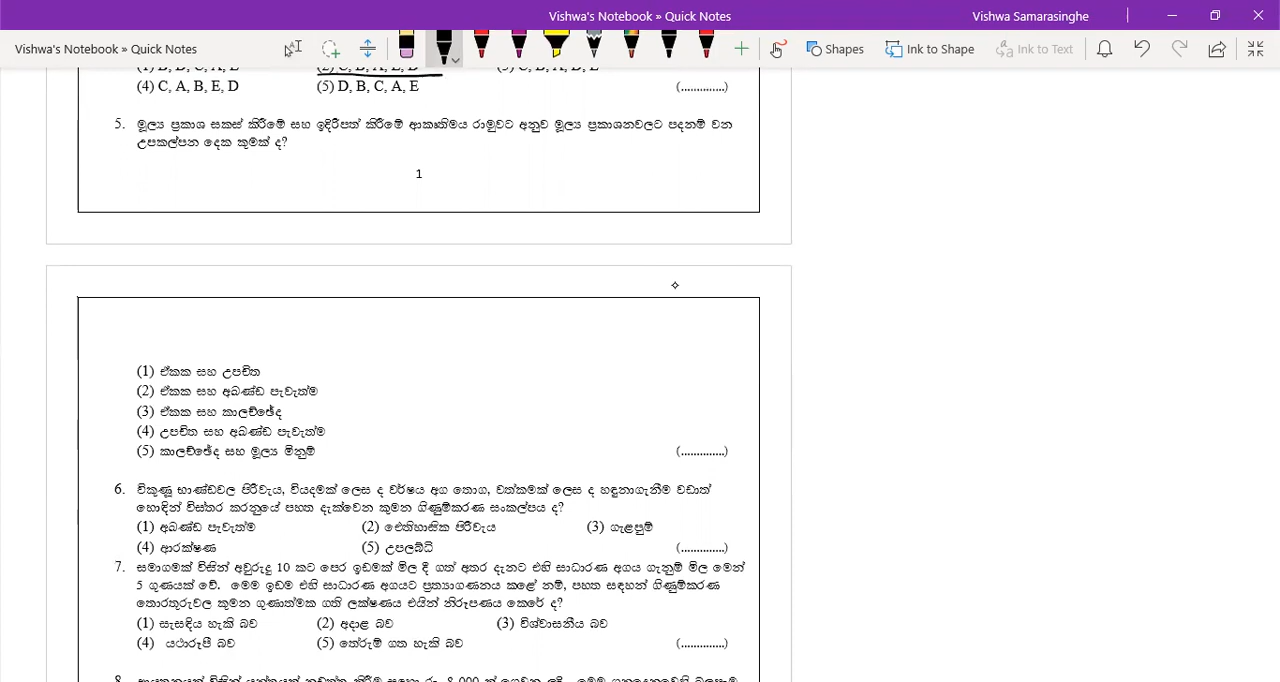 Vishwa's Notebook » Quick Notes
Vishwa Samarasinghe
Vishwa's Notebook » Quick Notes
Shapes
Ink to Shape
Ink to Text
(4) C, A, B, E, D (5) D, B, C, A, E (..............)
5. මූල්‍ය ප්‍රකාශ සකස් කිරීමේ සහ ඉදිරිපත් කිරීමේ ආකෘතිමය රාමුවට අනුව මූල්‍ය ප්‍රකාශනවලට පදනම් වන
උපකල්පන දෙක කුමක් ද?
1
(1) ඒකක සහ උපචිත
(2) ඒකක සහ අඛණ්ඩ පැවැත්ම
(3) ඒකක සහ කාලච්ඡේද
(4) උපචිත සහ අඛණ්ඩ පැවැත්ම
(5) කාලච්ඡේද සහ මූල්‍ය මිනුම් (..............)
6. විකුණූ භාණ්ඩවල පිරිවැය, වියදමක් ලෙස ද වර්ෂය අග තොග, වත්කමක් ලෙස ද හඳුනාගැනීම වඩාත්
හොඳින් විස්තර කරනුයේ පහත දැක්වෙන කුමන ගිණුම්කරණ සංකල්පය ද?
(1) අඛණ්ඩ පැවැත්ම (2) ඓතිහාසික පිරිවැය (3) ගැළපුම්
(4) ආරක්ෂණ (5) උපලබ්ධි (..............)
7. සමාගමක් විසින් අවුරුදු 10 කට පෙර ඉඩමක් මිල දී ගත් අතර දැනට එහි සාධාරණ අගය ගැනුම් මිල මෙන්
5 ගුණයක් වේ. මෙම ඉඩම එහි සාධාරණ අගයට ප්‍රත්‍යාගණනය කළේ නම්, පහත සඳහන් ගිණුම්කරණ
තොරතුරුවල කුමන ගුණාත්මක ගති ලක්ෂණය එයින් නිරූපණය කෙරේ ද?
(1) සැසඳිය හැකි බව (2) අදාළ බව (3) විශ්වාසනීය බව
(4) යථාරූපී බව (5) තේරුම් ගත හැකි බව (..............)